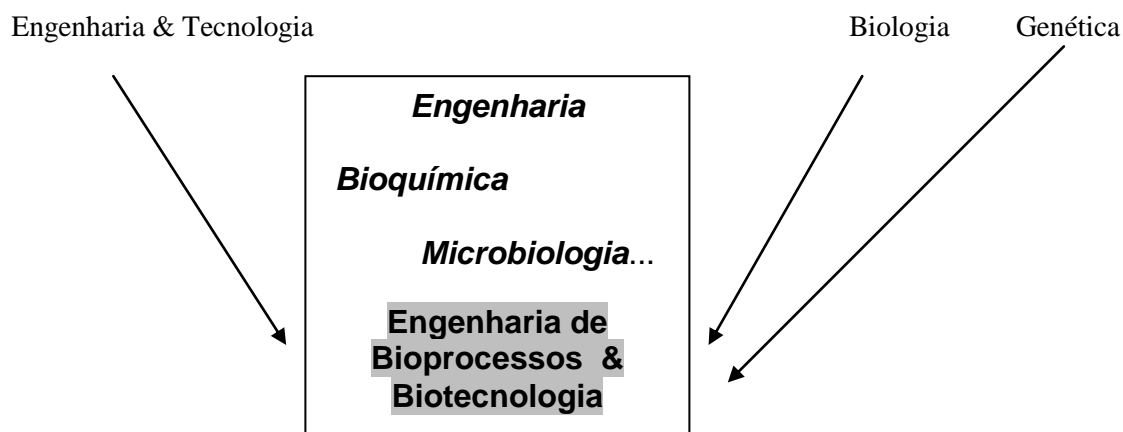 Engenharia & Tecnologia
Biologia Genética
Engenharia
Bioquímica
Microbiologia...
Engenharia de
Bioprocessos &
Biotecnologia